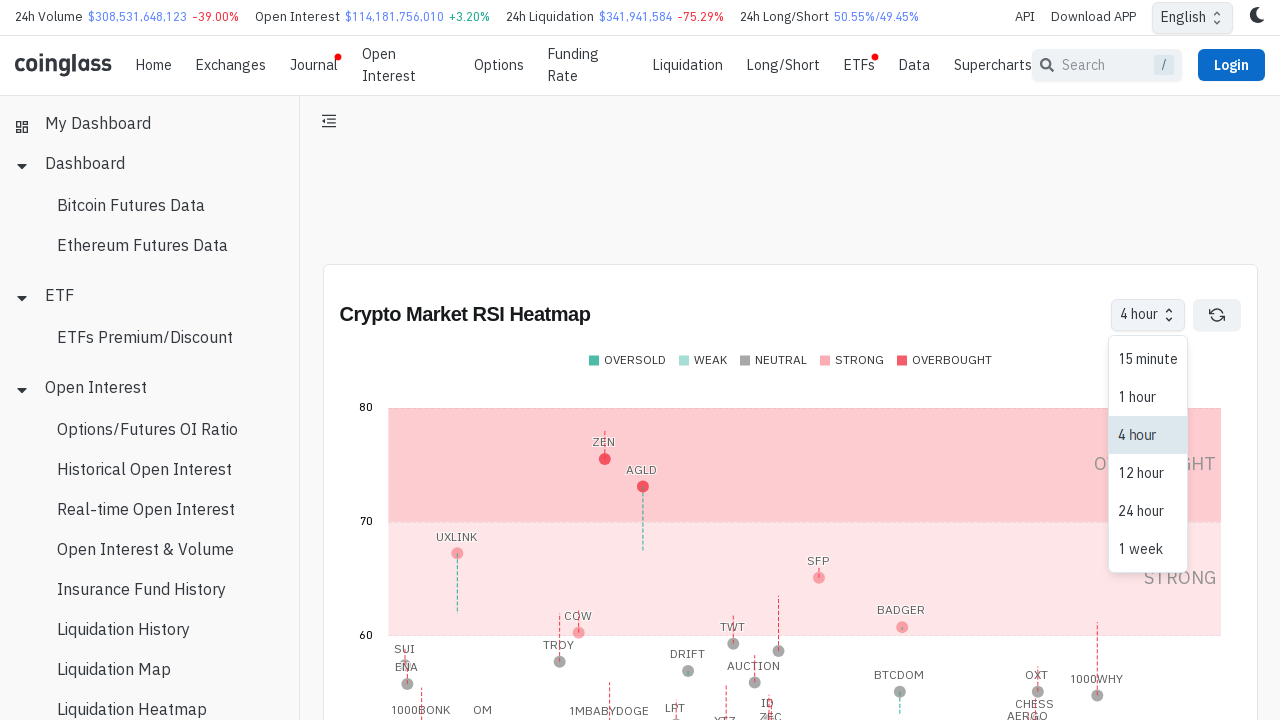 24h Volume $308,531,648,123 -39.00% Open Interest $114,181,756,010 +3.20% 24h Liquidation $341,941,584 -75.29% 24h Long/Short 50.55%/49.45% API Download APP English
coinglass Home Exchanges Journal Open Interest Options Funding Rate Liquidation Long/Short ETFs Data Supercharts Search / Login
My Dashboard
Dashboard
Bitcoin Futures Data
Ethereum Futures Data
ETF
ETFs Premium/Discount
Open Interest
Options/Futures OI Ratio
Historical Open Interest
Real-time Open Interest
Open Interest & Volume
Insurance Fund History
Liquidation History
Liquidation Map
Liquidation Heatmap
Crypto Market RSI Heatmap
4 hour
15 minute
1 hour
4 hour
12 hour
24 hour
1 week
OVERSOLD WEAK NEUTRAL STRONG OVERBOUGHT
80
ZEN
AGLD
70
UXLINK
SFP
STRONG
BADGER
COW
TWT
60
TROY
SUI
DRIFT
ENA
AUCTION
BTCDOM
OXT
1000WHY
CHESS
1000BONK
OM
1MBABYDOGE
LPT
ID
AERGO
XTZ
ZEC